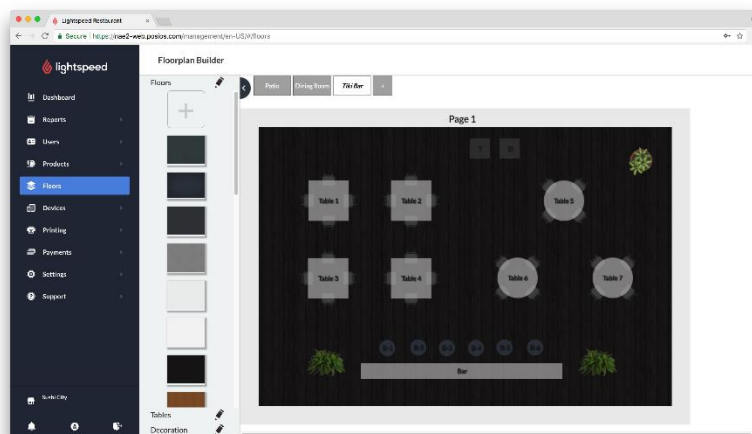 Lightspeed Restaurant
Secure | https://nae2-web.posios.com/management/en-US/#/floors
lightspeed
Floorplan Builder
Dashboard
Reports
Users
Products
Floors
Devices
Printing
Payments
Settings
Support
Sushi City
Floors
Tables
Decoration
Patio
Dining Room
Tiki Bar
+
Page 1
Table 1
Table 2
Table 5
Table 3
Table 4
Table 6
Table 7
Bar